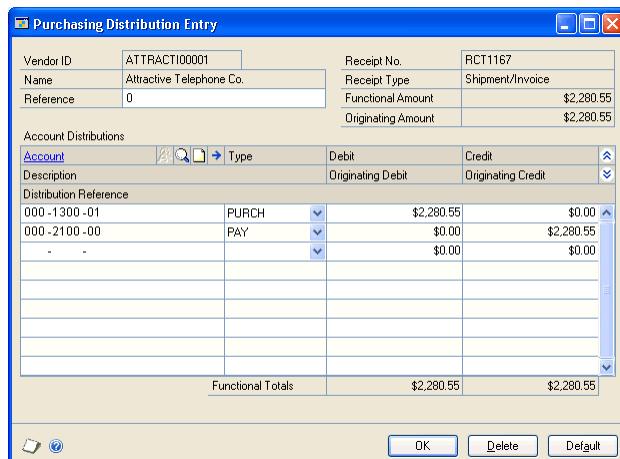 Purchasing Distribution Entry
Vendor ID ATTRACTI00001 Receipt No. RCT1167
Name Attractive Telephone Co. Receipt Type Shipment/Invoice
Reference 0 Functional Amount $2,280.55
Originating Amount $2,280.55
Account Distributions
Account Type Debit Credit
Description Originating Debit Originating Credit
Distribution Reference
000 -1300 -01 PURCH $2,280.55 $0.00
000 -2100 -00 PAY $0.00 $2,280.55
- - $0.00 $0.00
Functional Totals $2,280.55 $2,280.55
OK Delete Default